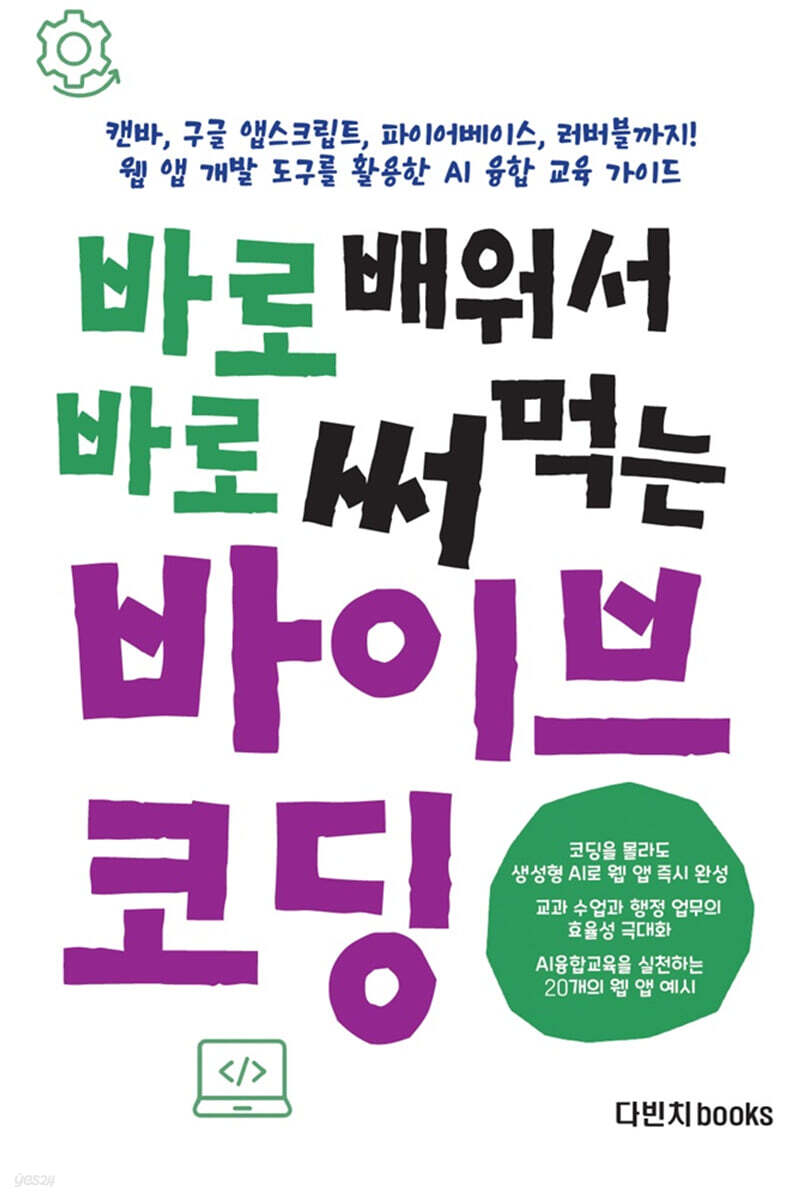 캔바, 구글 앱스크립트, 파이어베이스, 러버블까지!
웹 앱 개발 도구를 활용한 AI 융합 교육 가이드
바로 배워서
바로 써먹는
바이브
코딩
코딩을 몰라도
생성형 AI로 웹 앱 즉시 완성
교과 수업과 행정 업무의
효율성 극대화
AI융합교육을 실천하는
20개의 웹 앱 예시
</>
다빈치books
yes24